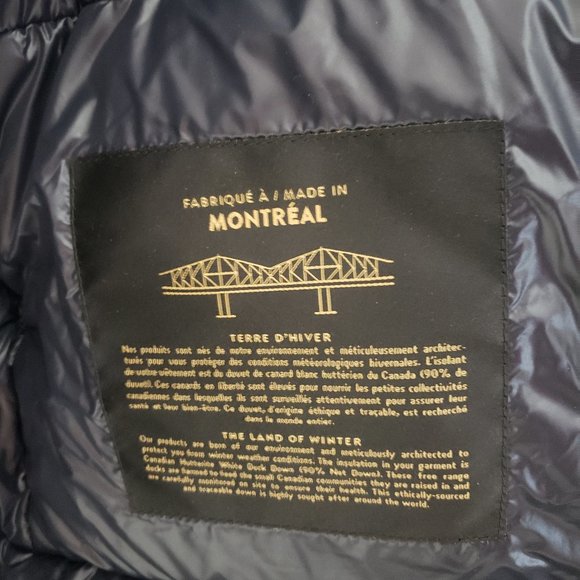 FABRIQUÉ À / MADE IN
MONTRÉAL
TERRE D'HIVER
Nos produits sont nés de notre environnement et méticuleusement architec-
turés pour vous protéger des conditions météorologiques hivernales. L'isolant
de votre vêtement est du duvet de canard blanc huttérien du Canada (90% de
duvet). Ces canards en liberté sont élevés pour nourrir les petites collectivités
canadiennes dans lesquelles ils sont surveillés attentivement pour assurer leur
santé et leur bien-être. Ce duvet, d'origine éthique et traçable, est recherché
dans le monde entier.
THE LAND OF WINTER
Our products are born of our environment and meticulously architected to
protect you from winter weather conditions. The insulation in your garment is
Canadian Hutterite White Duck Down (90% Net Down). These free range
ducks are farmed to feed the small Canadian communities they are raised in and
are carefully monitored as to ensure their health. This ethically-sourced
and traceable down is highly sought after around the world.